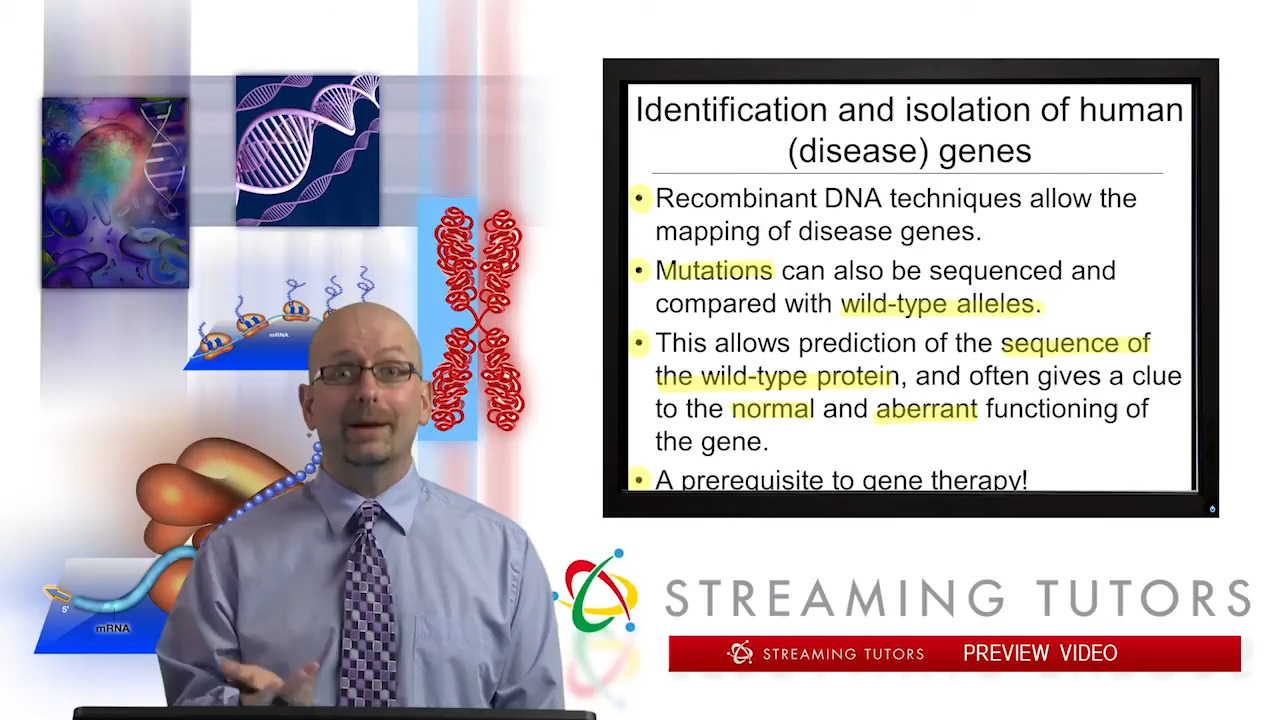 Identification and isolation of human
(disease) genes
• Recombinant DNA techniques allow the
mapping of disease genes.
• Mutations can also be sequenced and
compared with wild-type alleles.
• This allows prediction of the sequence of
the wild-type protein, and often gives a clue
to the normal and aberrant functioning of
the gene.
• A prerequisite to gene therapy!
mRNA
5'
mRNA
STREAMING TUTORS
STREAMING TUTORS PREVIEW VIDEO